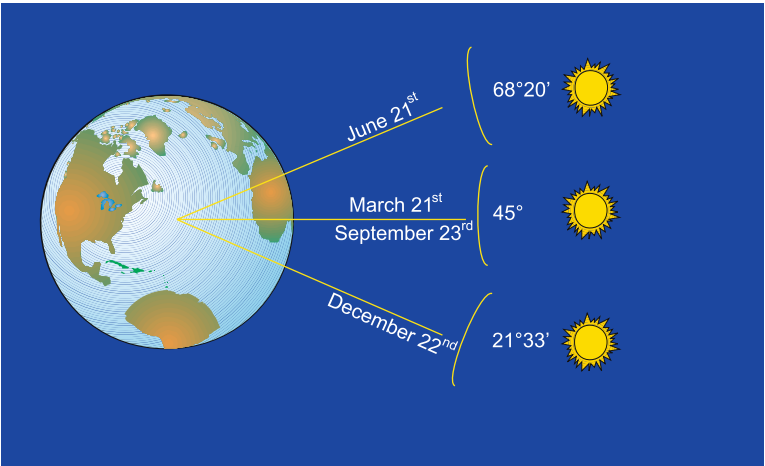 June 21st
68°20'
March 21st
45°
September 23rd
December 22nd
21°33'